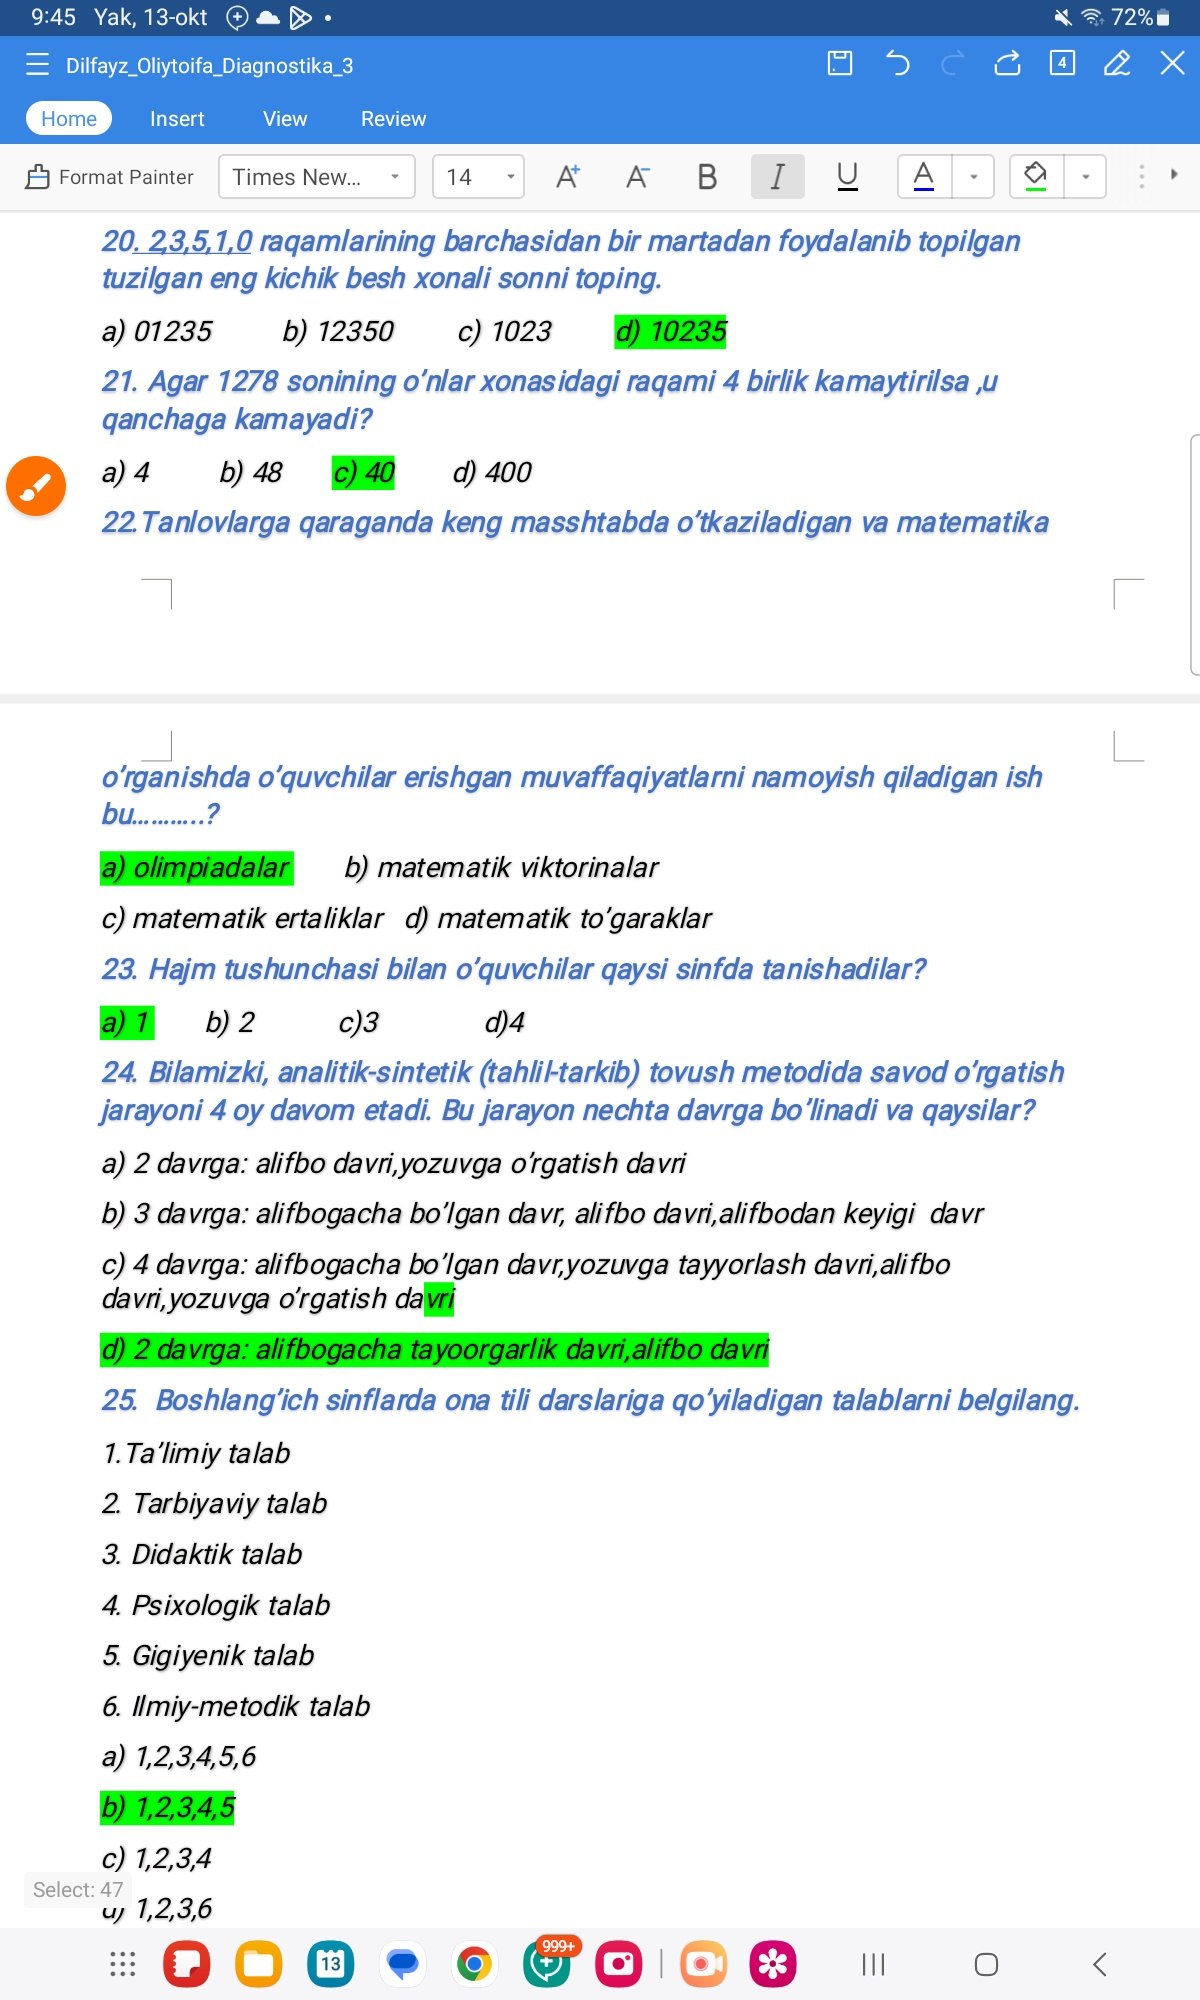 9:45 Yak, 13-okt
72%
Dilfayz_Oliytoifa_Diagnostika_3
4
Home Insert View Review
Format Painter Times New... 14 A+ A- B I U A
20. 2,3,5,1,0 raqamlarining barchasidan bir martadan foydalanib topilgan
tuzilgan eng kichik besh xonali sonni toping.
a) 01235 b) 12350 c) 1023 d) 10235
21. Agar 1278 sonining o’nlar xonasidagi raqami 4 birlik kamaytirilsa ,u
qanchaga kamayadi?
a) 4 b) 48 c) 40 d) 400
22.Tanlovlarga qaraganda keng masshtabda o’tkaziladigan va matematika
o’rganishda o’quvchilar erishgan muvaffaqiyatlarni namoyish qiladigan ish
bu...........?
a) olimpiadalar b) matematik viktorinalar
c) matematik ertaliklar d) matematik to’garaklar
23. Hajm tushunchasi bilan o’quvchilar qaysi sinfda tanishadilar?
a) 1 b) 2 c)3 d)4
24. Bilamizki, analitik-sintetik (tahlil-tarkib) tovush metodida savod o’rgatish
jarayoni 4 oy davom etadi. Bu jarayon nechta davrga bo’linadi va qaysilar?
a) 2 davrga: alifbo davri,yozuvga o’rgatish davri
b) 3 davrga: alifbogacha bo’lgan davr, alifbo davri,alifbodan keyigi davr
c) 4 davrga: alifbogacha bo’lgan davr,yozuvga tayyorlash davri,alifbo
davri,yozuvga o’rgatish davri
d) 2 davrga: alifbogacha tayoorgarlik davri,alifbo davri
25. Boshlang’ich sinflarda ona tili darslariga qo’yiladigan talablarni belgilang.
1.Ta’limiy talab
2. Tarbiyaviy talab
3. Didaktik talab
4. Psixologik talab
5. Gigiyenik talab
6. Ilmiy-metodik talab
a) 1,2,3,4,5,6
b) 1,2,3,4,5
c) 1,2,3,4
Select: 47
d) 1,2,3,6
13
999+